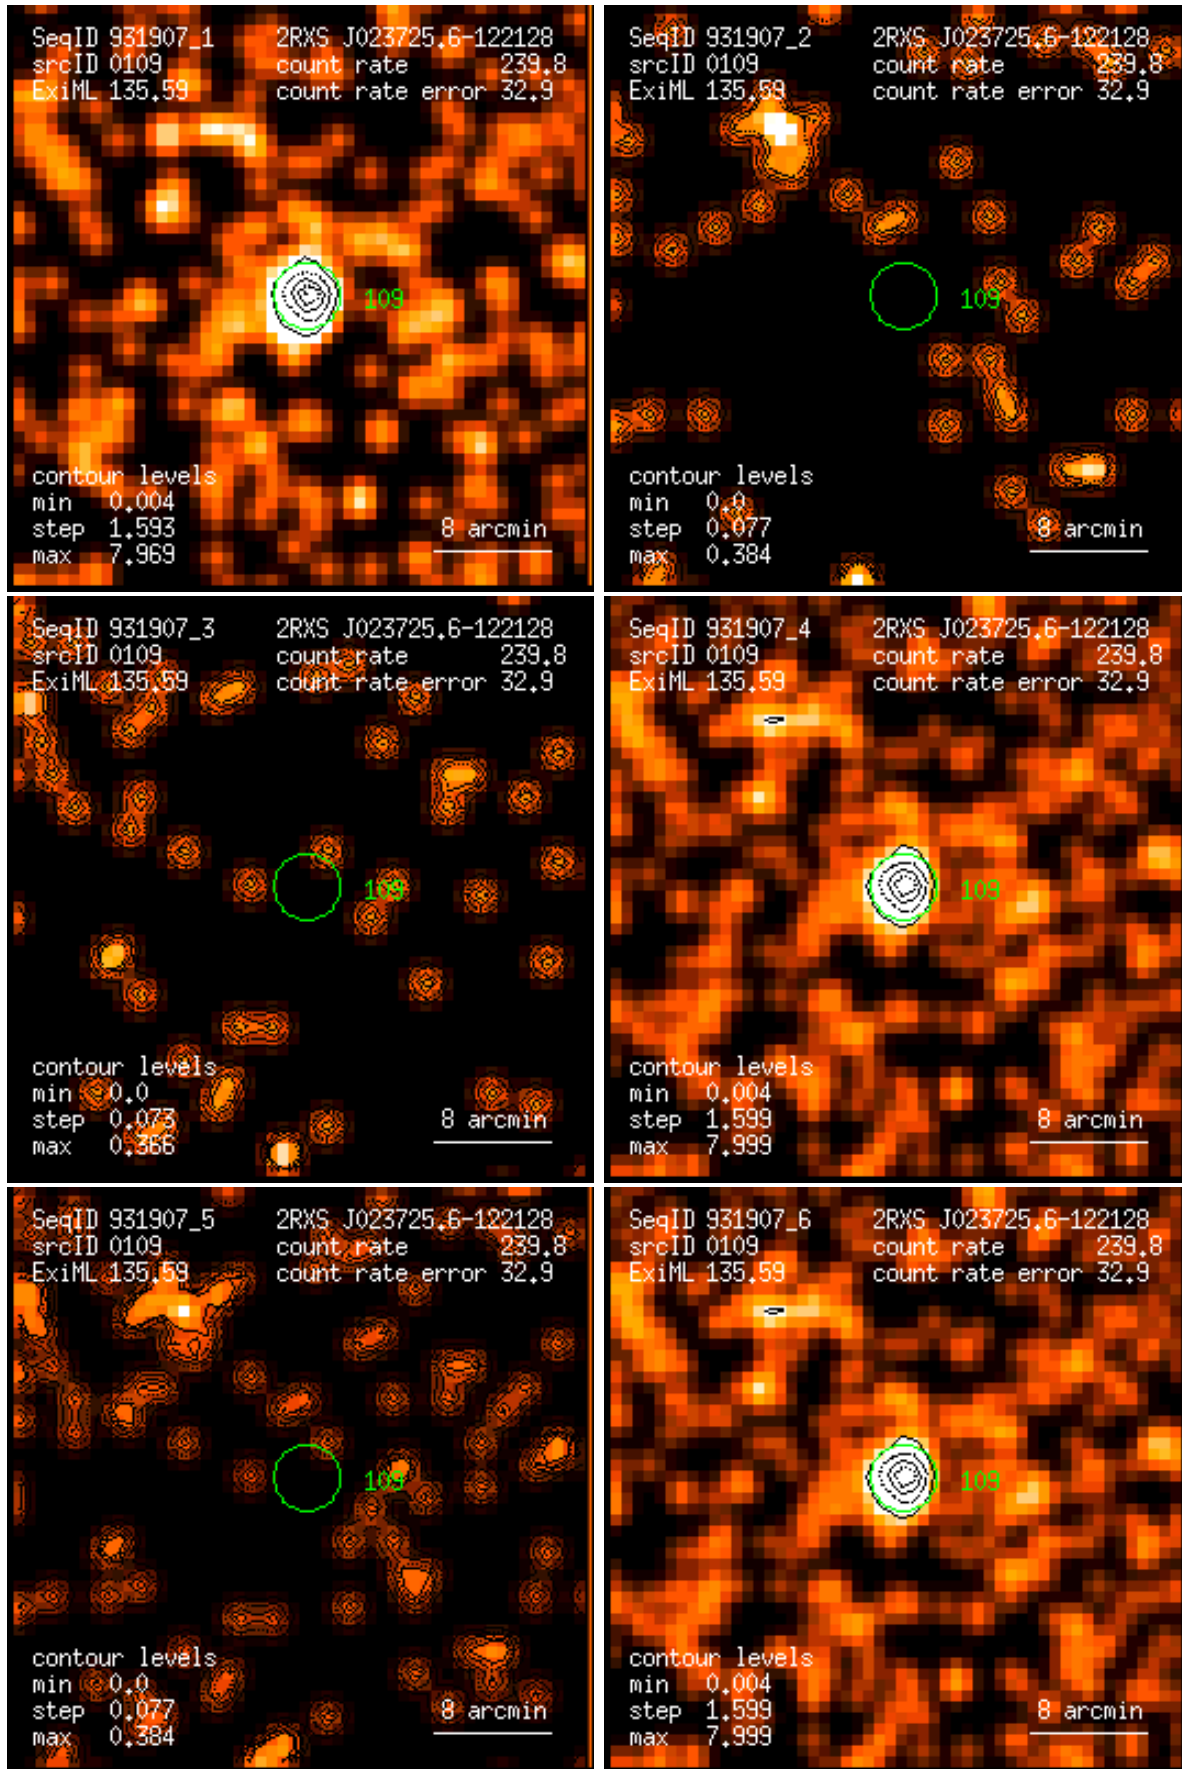 SeqID 931907_1 2RXS J023725.6-122128
srcID 0109 count rate 239.8
ExiML 135.59 count rate error 32.9
109
contour levels
min 0.004
step 1.593 8 arcmin
max 7.969
SeqID 931907_2 2RXS J023725.6-122128
srcID 0109 count rate 239.8
ExiML 135.59 count rate error 32.9
109
contour levels
min 0.0
step 0.077 8 arcmin
max 0.384
SeqID 931907_3 2RXS J023725.6-122128
srcID 0109 count rate 239.8
ExiML 135.59 count rate error 32.9
109
contour levels
min 0.0
step 0.073 8 arcmin
max 0.366
SeqID 931907_4 2RXS J023725.6-122128
srcID 0109 count rate 239.8
ExiML 135.59 count rate error 32.9
109
contour levels
min 0.004
step 1.599 8 arcmin
max 7.999
SeqID 931907_5 2RXS J023725.6-122128
srcID 0109 count rate 239.8
ExiML 135.59 count rate error 32.9
109
contour levels
min 0.0
step 0.077 8 arcmin
max 0.384
SeqID 931907_6 2RXS J023725.6-122128
srcID 0109 count rate 239.8
ExiML 135.59 count rate error 32.9
109
contour levels
min 0.004
step 1.599 8 arcmin
max 7.999